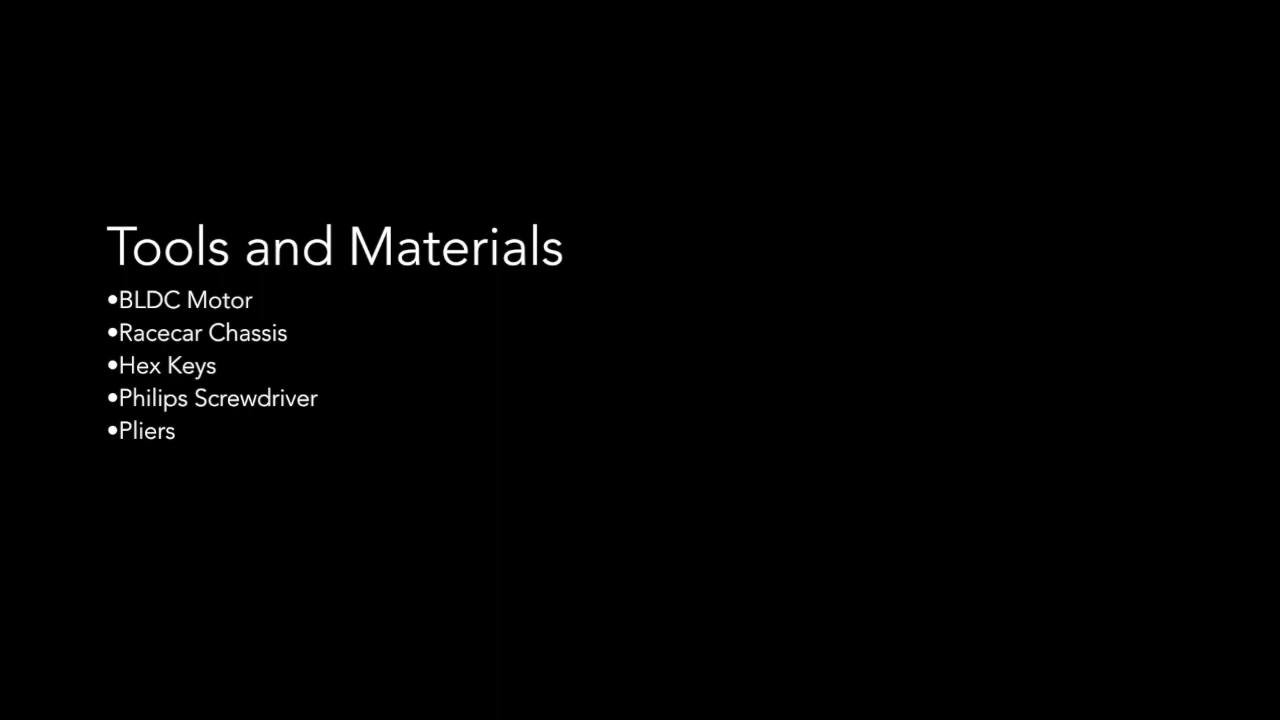 Tools and Materials
•BLDC Motor
•Racecar Chassis
•Hex Keys
•Philips Screwdriver
•Pliers